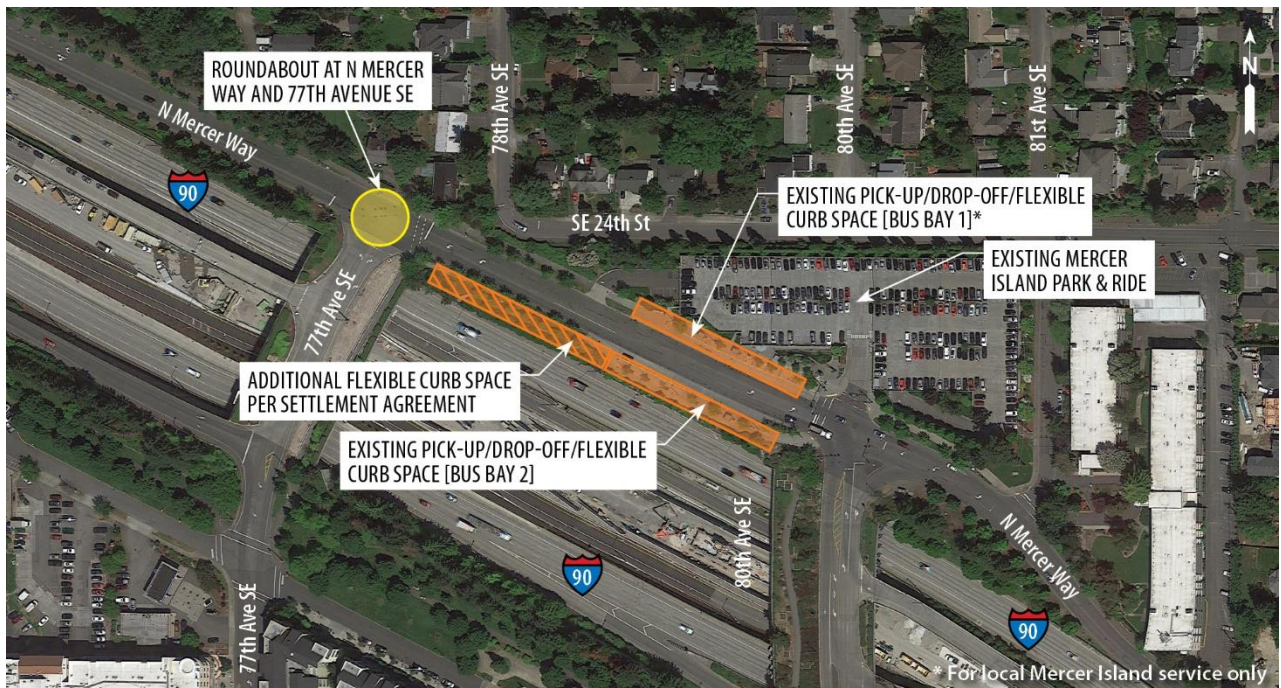 ROUNDABOUT AT N MERCER
WAY AND 77TH AVENUE SE
N Mercer Way
90
78th Ave SE
80th Ave SE
81st Ave SE
N
SE 24th St
EXISTING PICK-UP/DROP-OFF/FLEXIBLE
CURB SPACE [BUS BAY 1]*
EXISTING MERCER
ISLAND PARK & RIDE
77th Ave SE
ADDITIONAL FLEXIBLE CURB SPACE
PER SETTLEMENT AGREEMENT
EXISTING PICK-UP/DROP-OFF/FLEXIBLE
CURB SPACE [BUS BAY 2]
80th Ave SE
N Mercer Way
90
90
77th Ave SE
* For local Mercer Island service only